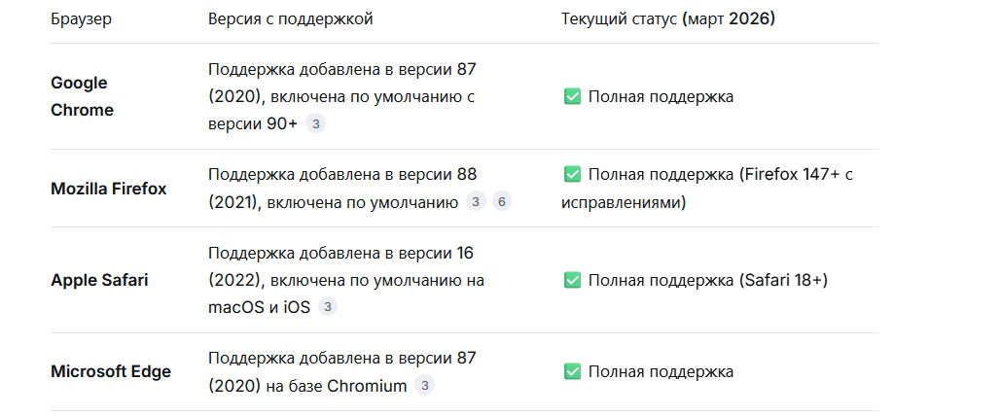 Браузер Версия с поддержкой Текущий статус (март 2026)
Google Chrome
Поддержка добавлена в версии 87
(2020), включена по умолчанию с
версии 90+ 3
✅ Полная поддержка
Mozilla Firefox
Поддержка добавлена в версии 88
(2021), включена по умолчанию 3 6
✅ Полная поддержка (Firefox 147+ с
исправлениями)
Apple Safari
Поддержка добавлена в версии 16
(2022), включена по умолчанию на
macOS и iOS 3
✅ Полная поддержка (Safari 18+)
Microsoft Edge
Поддержка добавлена в версии 87
(2020) на базе Chromium 3
✅ Полная поддержка